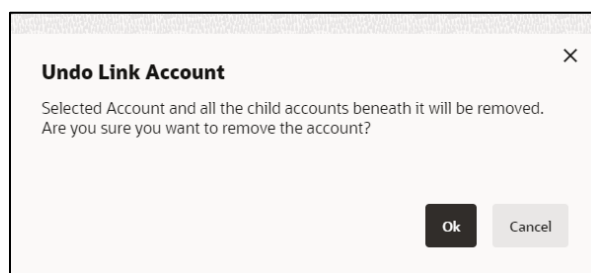 Undo Link Account
Selected Account and all the child accounts beneath it will be removed.
Are you sure you want to remove the account?
Ok
Cancel